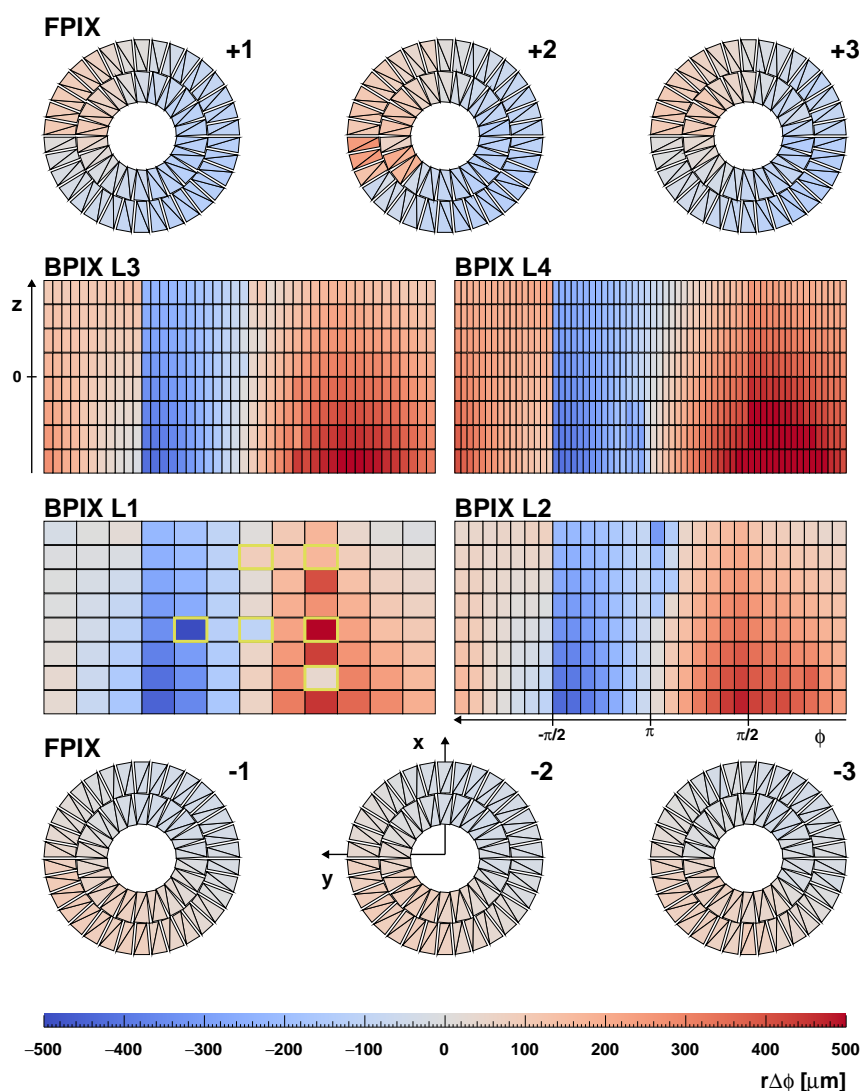 FPIX
+1 +2 +3
BPIX L3 BPIX L4
z
0
BPIX L1 BPIX L2
-π/2 π π/2 ϕ
FPIX
x
-1 -2 -3
y
−500 −400 −300 −200 −100 0 100 200 300 400 500
rΔϕ [μm]